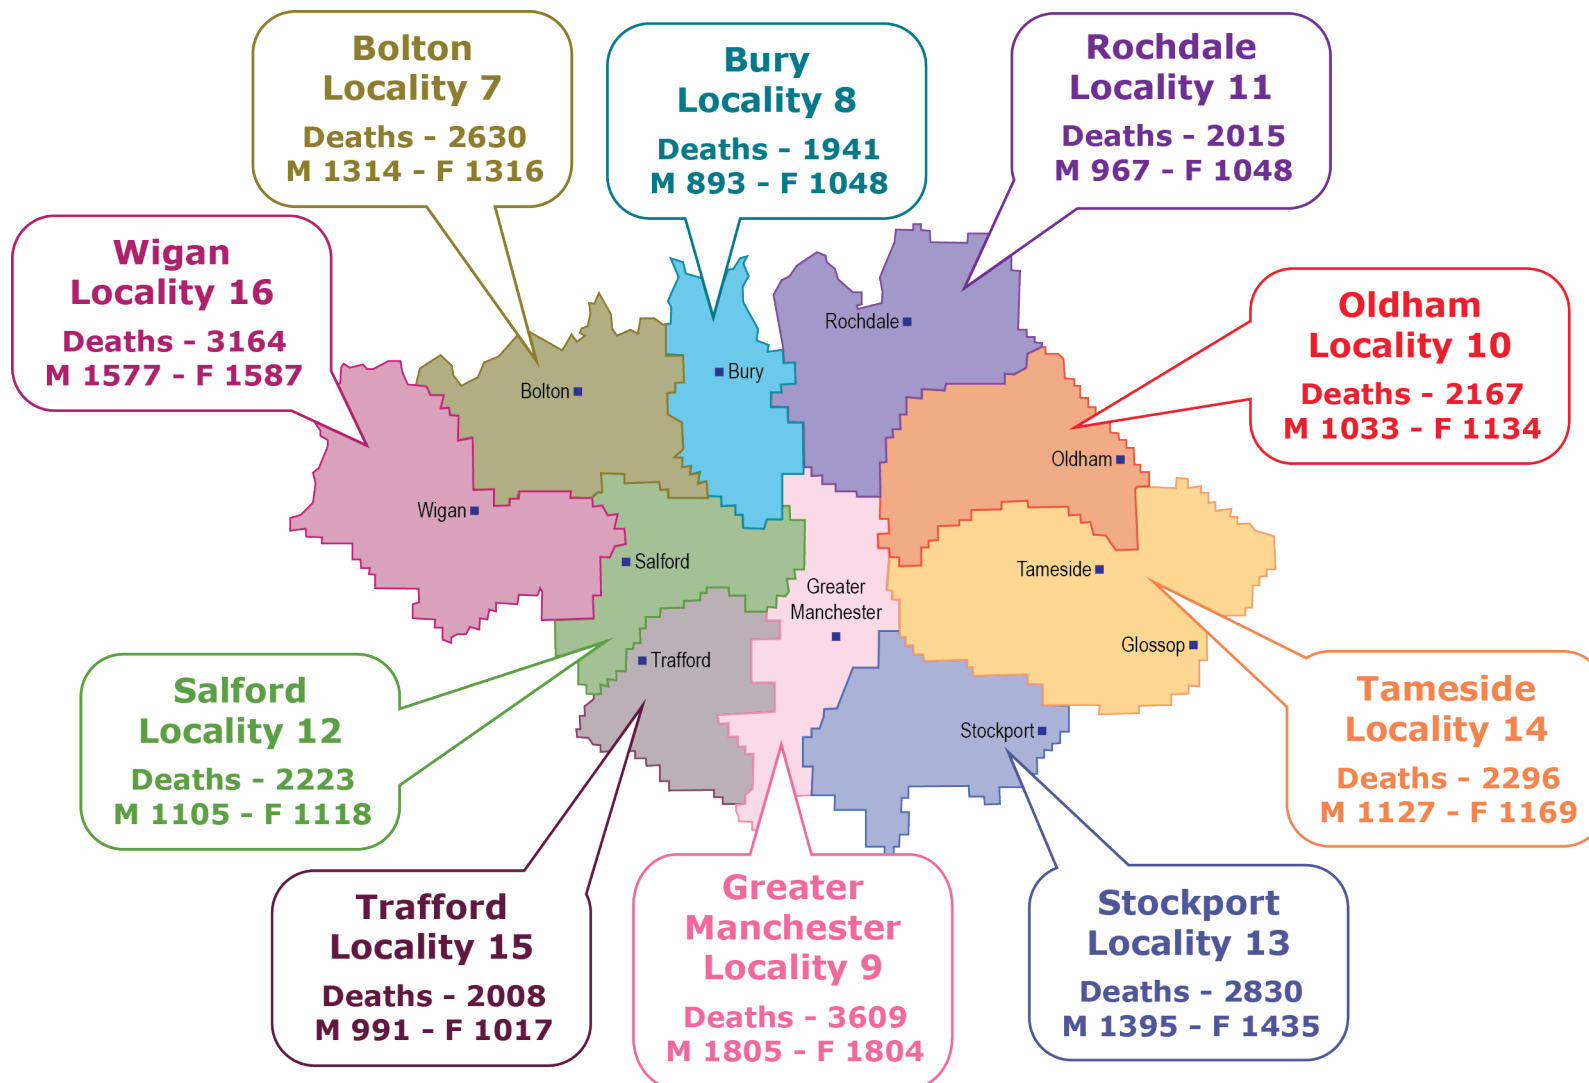 Bolton
Locality 7
Deaths - 2630
M 1314 - F 1316
Bury
Locality 8
Deaths - 1941
M 893 - F 1048
Rochdale
Locality 11
Deaths - 2015
M 967 - F 1048
Wigan
Locality 16
Deaths - 3164
M 1577 - F 1587
Oldham
Locality 10
Deaths - 2167
M 1033 - F 1134
Rochdale
Bury
Bolton
Oldham
Wigan
Salford
Tameside
Greater
Manchester
Glossop
Trafford
Stockport
Salford
Locality 12
Deaths - 2223
M 1105 - F 1118
Tameside
Locality 14
Deaths - 2296
M 1127 - F 1169
Trafford
Locality 15
Deaths - 2008
M 991 - F 1017
Greater
Manchester
Locality 9
Deaths - 3609
M 1805 - F 1804
Stockport
Locality 13
Deaths - 2830
M 1395 - F 1435